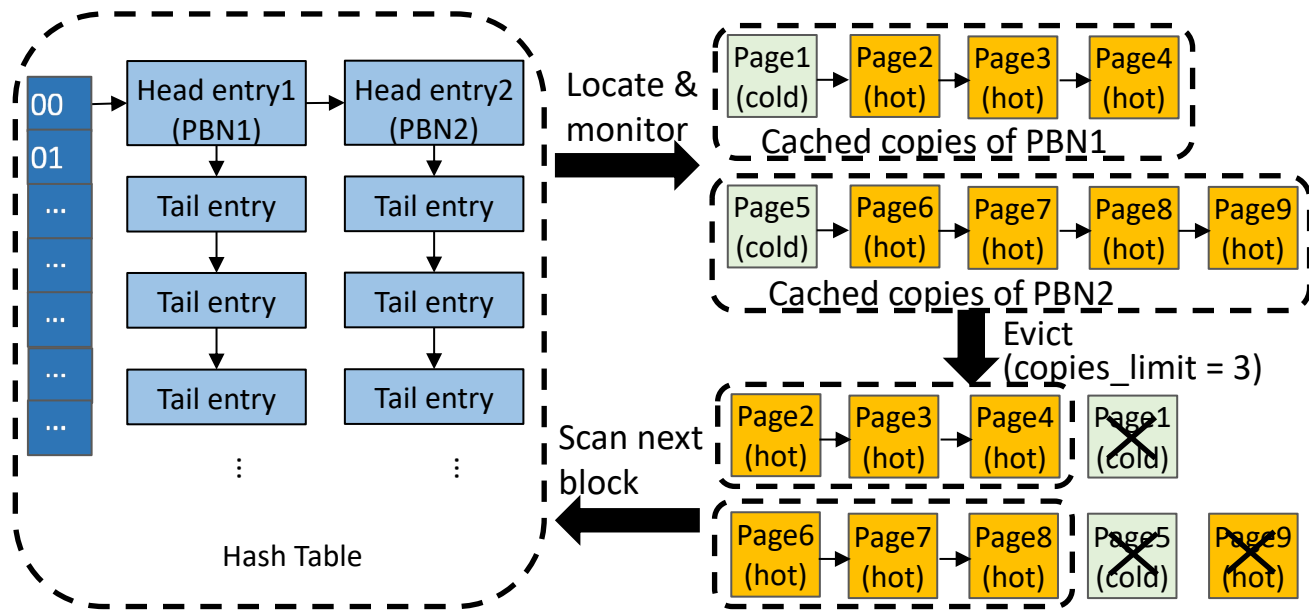 00
01
...
...
...
...
...
Head entry1
(PBN1)
Tail entry
Tail entry
Tail entry
...
Head entry2
(PBN2)
Tail entry
Tail entry
Tail entry
...
Hash Table
Locate &
monitor
Page1
(cold)
Page2
(hot)
Page3
(hot)
Page4
(hot)
Cached copies of PBN1
Page5
(cold)
Page6
(hot)
Page7
(hot)
Page8
(hot)
Page9
(hot)
Cached copies of PBN2
Evict
(copies_limit = 3)
Page2
(hot)
Page3
(hot)
Page4
(hot)
Page1
(cold)
Page6
(hot)
Page7
(hot)
Page8
(hot)
Page5
(cold)
Page9
(hot)
Scan next
block